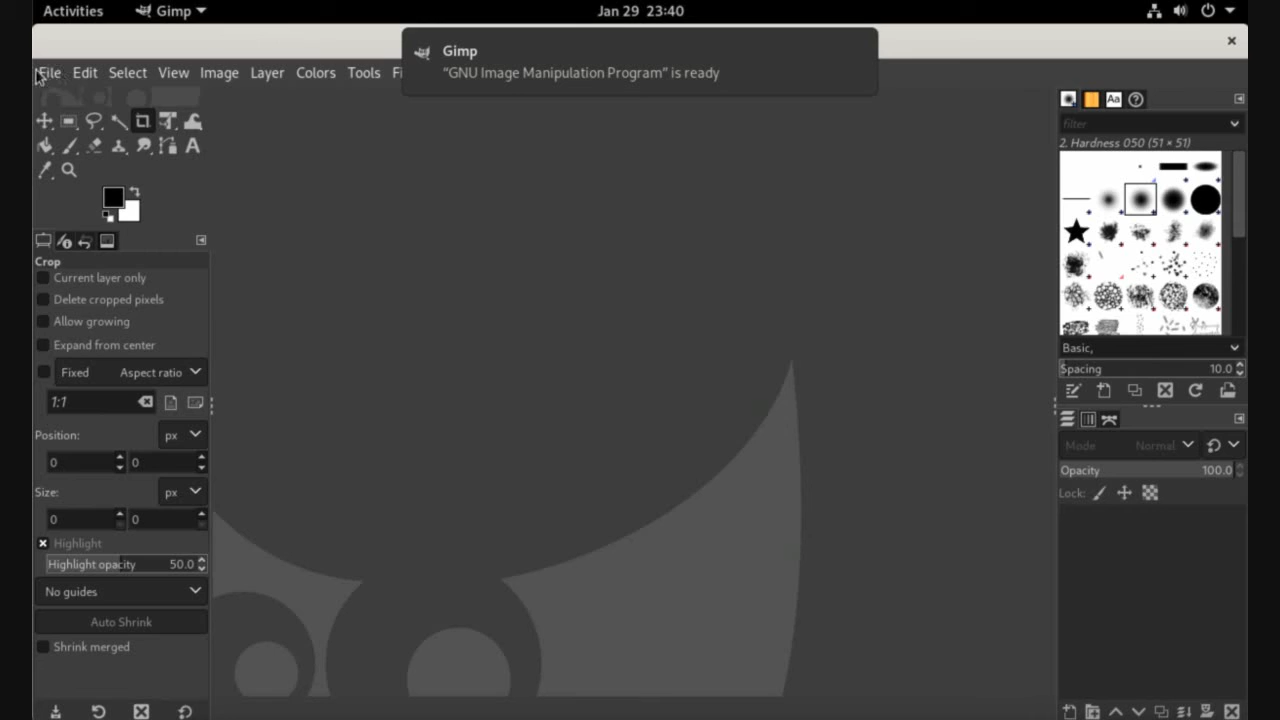 Activities
Gimp
Jan 29 23:40
Gimp
“GNU Image Manipulation Program” is ready
File Edit Select View Image Layer Colors Tools
Aa
filter
2. Hardness 050 (51 × 51)
Crop
Current layer only
Delete cropped pixels
Allow growing
Expand from center
Fixed Aspect ratio
1:1
Position: px
0 0
Size: px
0 0
Highlight
Highlight opacity 50.0
No guides
Auto Shrink
Shrink merged
Basic,
Spacing 10.0
Mode Normal
Opacity 100.0
Lock: